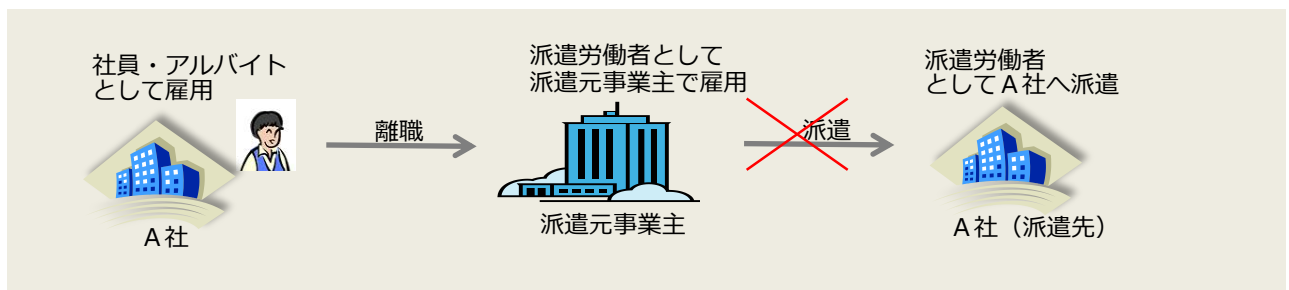 社員・アルバイト
として雇用
A社
離職
派遣労働者として
派遣元事業主で雇用
派遣元事業主
派遣
派遣労働者
としてA社へ派遣
A社（派遣先）